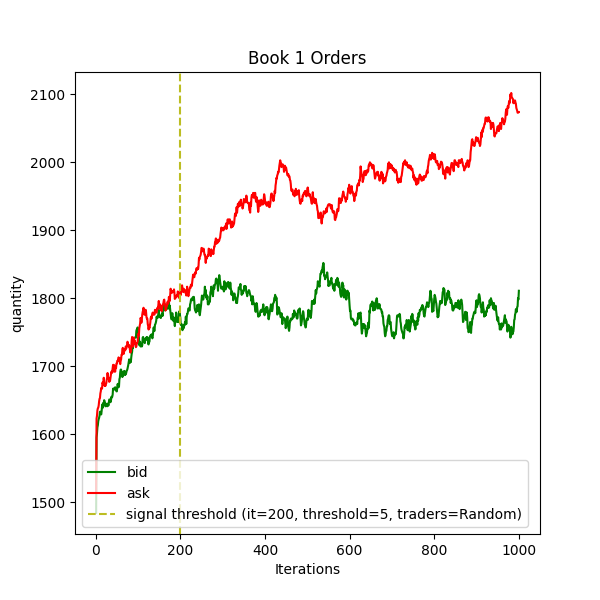 Book 1 Orders
quantity
2100
2000
1900
1800
1700
1600
1500
bid
ask
signal threshold (it=200, threshold=5, traders=Random)
0 200 400 600 800 1000
Iterations